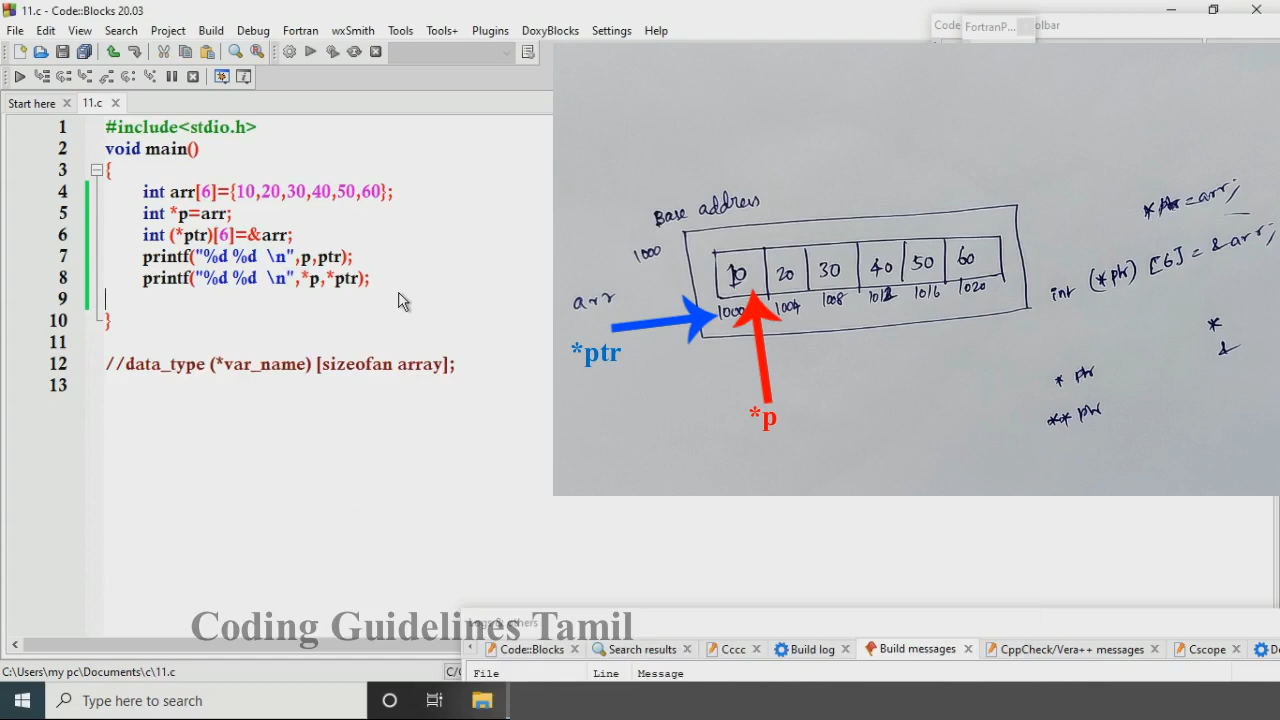 11.c - Code::Blocks 20.03
File Edit View Search Project Build Debug Fortran wxSmith Tools Tools+ Plugins DoxyBlocks Settings Help
FortranP...
Start here
11.c
1 #include<stdio.h>
2 void main()
3 {
4 int arr[6]={10,20,30,40,50,60};
5 int *p=arr;
6 int (*ptr)[6]=&arr;
7 printf("%d %d \n",p,ptr);
8 printf("%d %d \n",*p,*ptr);
9
10 }
11
12 //data_type (*var_name) [sizeofan array];
13
Base address
1000
10 20 30 40 50 60
1000 1004 1008 1012 1016 1020
arr
*ptr
*p
*ptr = arr;
int (*ptr) [6] = &arr;
*
&
* ptr
** ptr
Coding Guidelines Tamil
Code::Blocks Search results Cccc Build log Build messages CppCheck/Vera++ messages Cscope
File Line Message
C:\Users\my pc\Documents\c\11.c
Type here to search